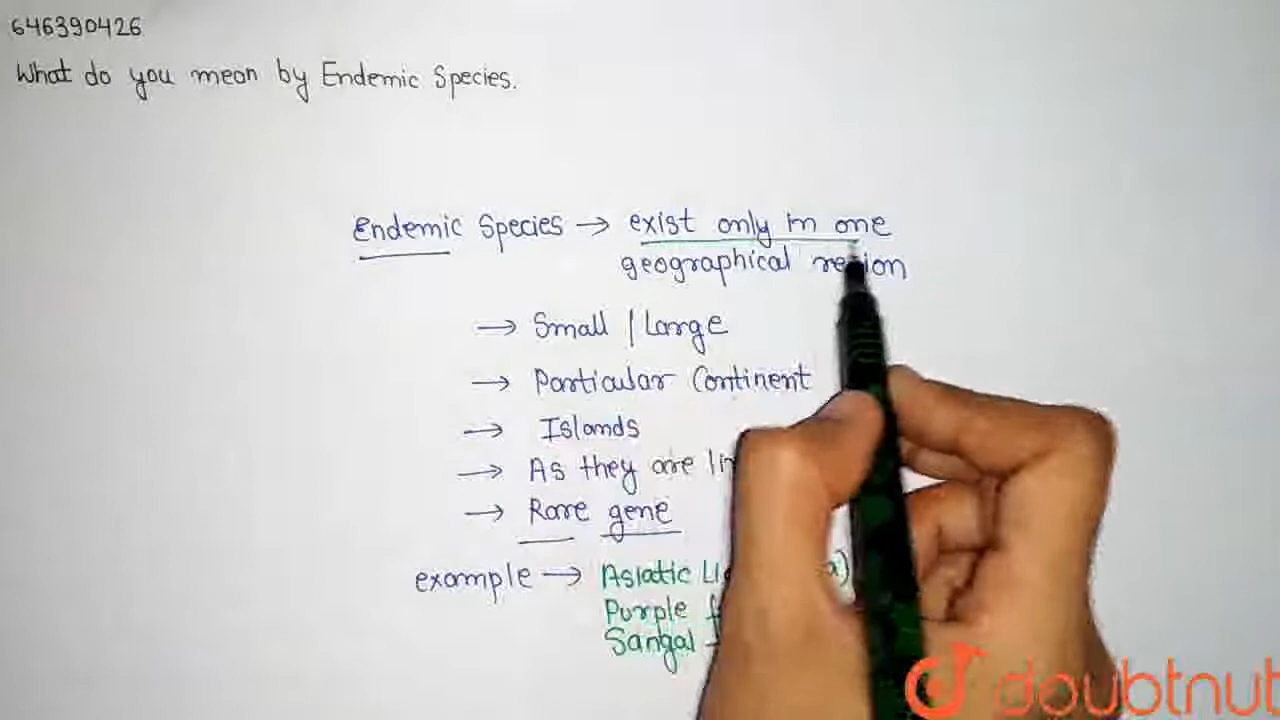 646390426
What do you mean by Endemic Species.
Endemic Species → exist only in one
geographical region
→ Small / Large
→ Particular Continent
→ Islands
→ As they are
→ Rare gene
example → Asiatic
Purple
Sangal
doubtnut